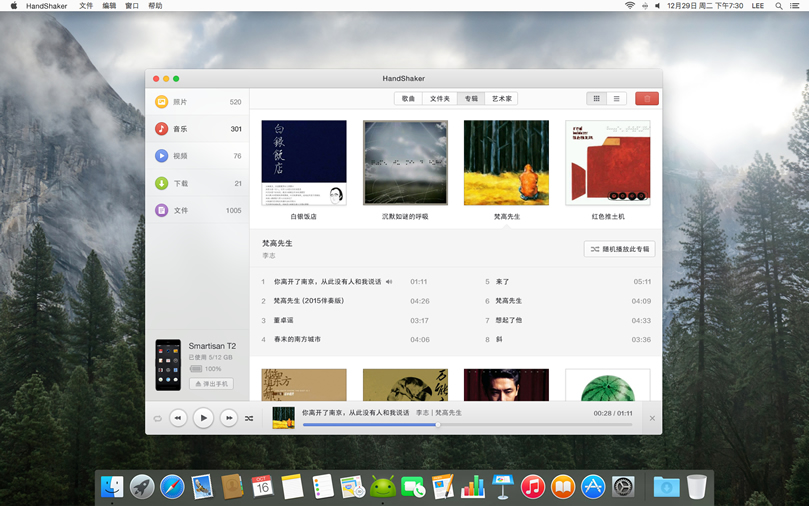 HandShaker 文件 编辑 窗口 帮助 12月29日 周二 下午7:30 LEE
HandShaker
照片 520
音乐 301
视频 76
下载 21
文件 1005
歌曲 文件夹 专辑 艺术家
白银饭店
白银饭店 沉默如谜的呼吸 梵高先生 红色推土机
梵高先生
李志
随机播放此专辑
1 你离开了南京，从此没有人和我说话 01:11
2 梵高先生 (2015伴奏版) 04:26
3 董卓谣 03:17
4 春末的南方城市 04:06
5 来了 05:11
6 梵高先生 04:09
7 想起了他 04:33
8 斜 03:36
Smartisan T2
已使用 5/12 GB
100%
弹出手机
你离开了南京，从此没有人和我说话 李志 | 梵高先生 00:28 / 01:11
OCT
16